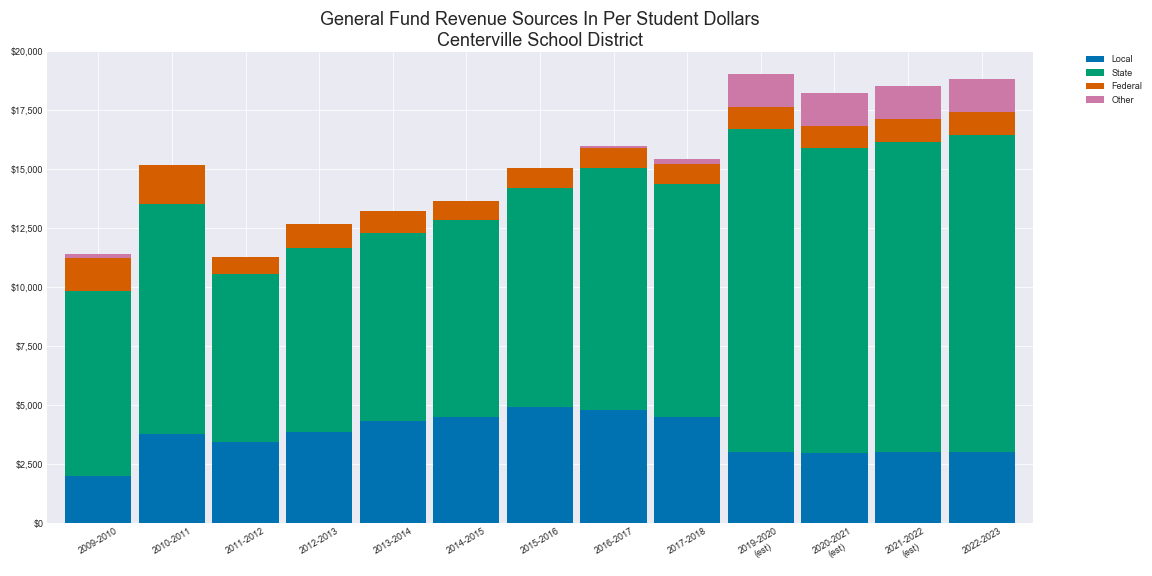 General Fund Revenue Sources In Per Student Dollars
Centerville School District
Local
State
Federal
Other
$20,000
$17,500
$15,000
$12,500
$10,000
$7,500
$5,000
$2,500
$0
2009-2010
2010-2011
2011-2012
2012-2013
2013-2014
2014-2015
2015-2016
2016-2017
2017-2018
2019-2020
(est)
2020-2021
(est)
2021-2022
(est)
2022-2023